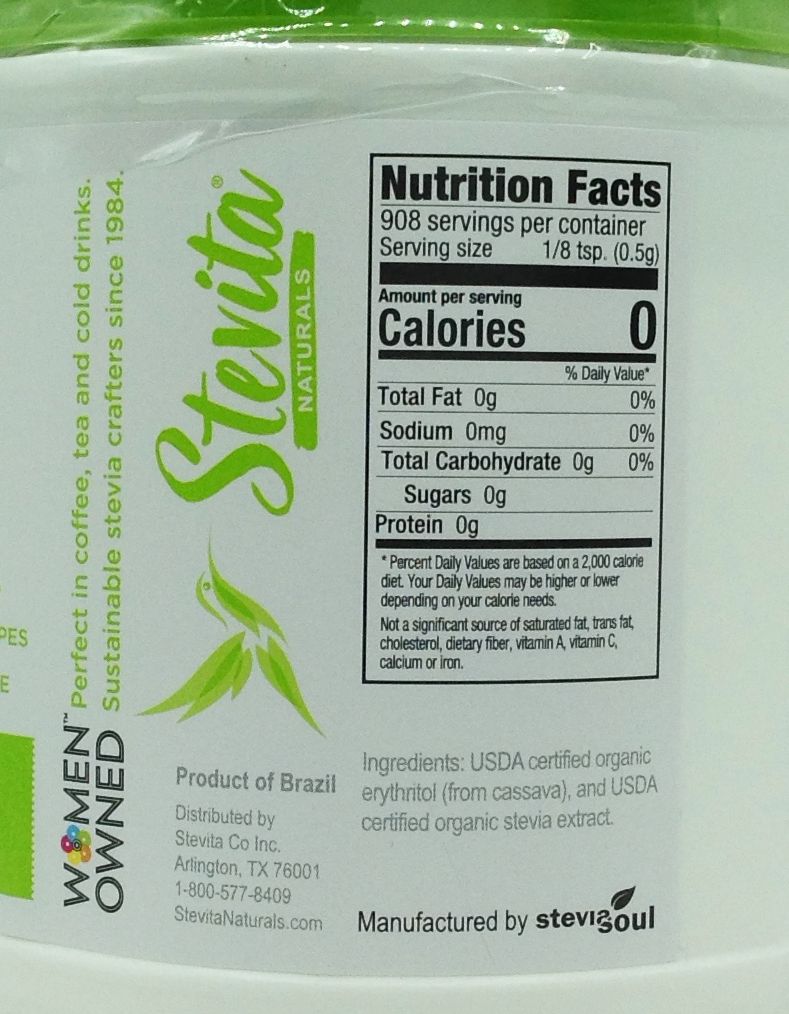 PES
E
WOMEN™
OWNED
Perfect in coffee, tea and cold drinks.
Sustainable stevia crafters since 1984.
Stevita®
NATURALS
Product of Brazil
Distributed by
Stevita Co Inc.
Arlington, TX 76001
1-800-577-8409
StevitaNaturals.com
Nutrition Facts
908 servings per container
Serving size 1/8 tsp. (0.5g)
Amount per serving
Calories 0
% Daily Value*
Total Fat 0g 0%
Sodium 0mg 0%
Total Carbohydrate 0g 0%
Sugars 0g
Protein 0g
* Percent Daily Values are based on a 2,000 calorie
diet. Your Daily Values may be higher or lower
depending on your calorie needs.
Not a significant source of saturated fat, trans fat,
cholesterol, dietary fiber, vitamin A, vitamin C,
calcium or iron.
Ingredients: USDA certified organic
erythritol (from cassava), and USDA
certified organic stevia extract.
Manufactured by steviasoul